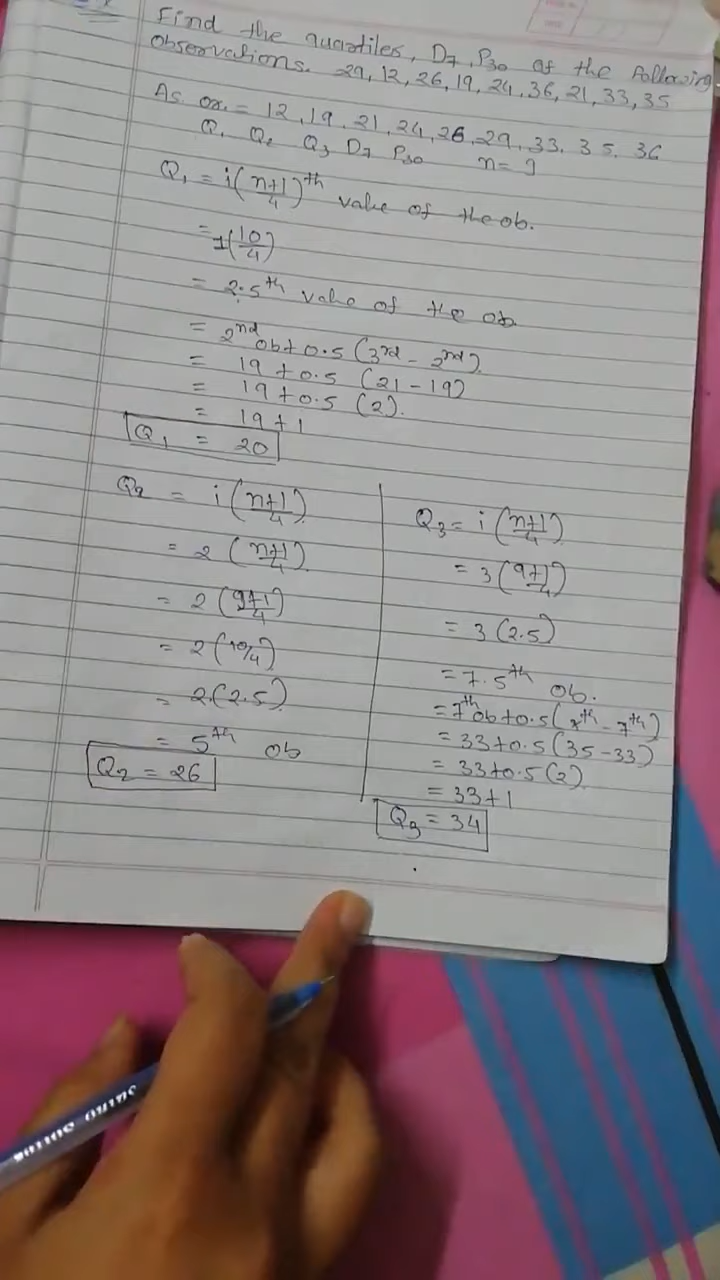 Find the quartiles, D7, P30 of the following
observations. 29, 12, 26, 19, 24, 36, 21, 33, 35
As. or. = 12, 19, 21, 24, 26, 29, 33, 35, 36
Q1 Q2 Q3 D7 P30 n = 9
Q1 = i(n+1/4)th value of the ob.
= 1(10/4)
= 2.5th value of the ob
= 2nd ob + 0.5 (3rd - 2nd)
= 19 + 0.5 (21 - 19)
= 19 + 0.5 (2).
= 19 + 1
Q1 = 20
Q2 = i(n+1/4)
= 2 (n+1/4)
= 2 (9+1/4)
= 2 (10/4)
= 2 (2.5)
= 5th ob
Q2 = 26
Q3 = i(n+1/4)
= 3(9+1/4)
= 3 (2.5)
= 7.5th ob.
= 7th ob + 0.5 (8th - 7th)
= 33 + 0.5 (35 - 33)
= 33 + 0.5 (2)
= 33 + 1
Q3 = 34